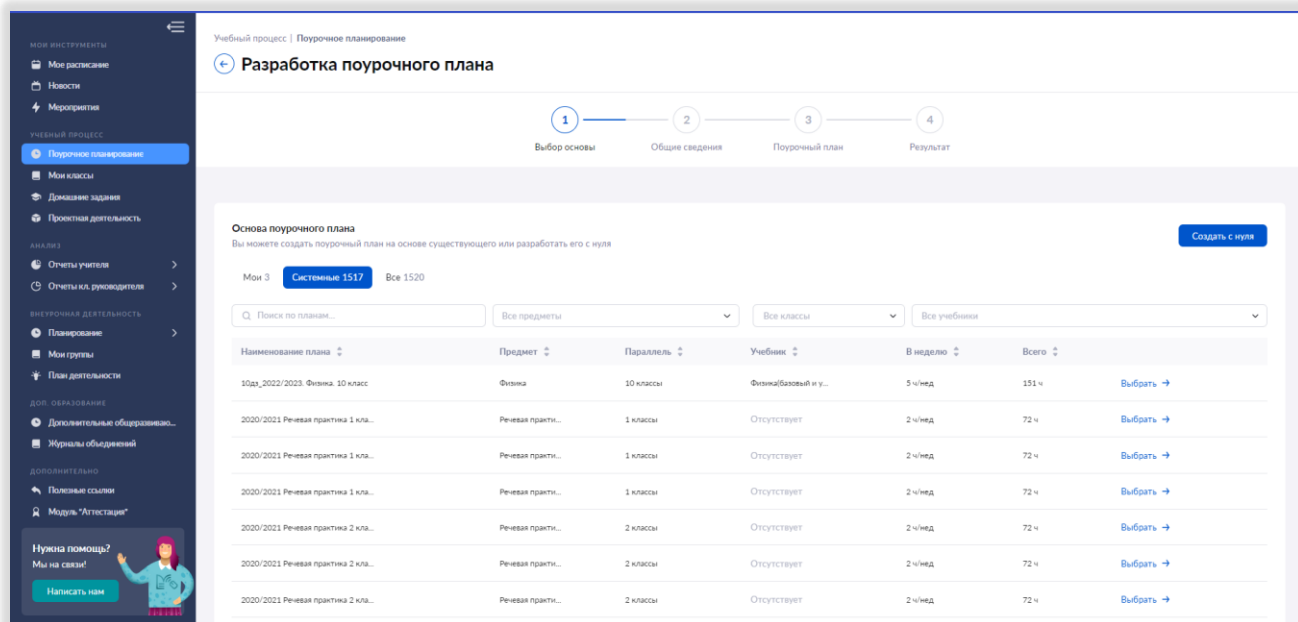 МОИ ИНСТРУМЕНТЫ
Мое расписание
Новости
Мероприятия
УЧЕБНЫЙ ПРОЦЕСС
Поурочное планирование
Мои классы
Домашние задания
Проектная деятельность
АНАЛИЗ
Отчеты учителя
Отчеты кл. руководителя
ВНЕУРОЧНАЯ ДЕЯТЕЛЬНОСТЬ
Планирование
Мои группы
План деятельности
ДОП. ОБРАЗОВАНИЕ
Дополнительные общеразвиваю...
Журналы объединений
ДОПОЛНИТЕЛЬНО
Полезные ссылки
Модуль "Аттестация"
Нужна помощь?
Мы на связи!
Написать нам
Учебный процесс | Поурочное планирование
Разработка поурочного плана
1 2 3 4
Выбор основы Общие сведения Поурочный план Результат
Основа поурочного плана
Вы можете создать поурочный план на основе существующего или разработать его с нуля
Создать с нуля
Мои 3 Системные 1517 Все 1520
Поиск по планам... Все предметы Все классы Все учебники
Наименование плана Предмет Параллель Учебник В неделю Всего
10дз_2022/2023. Физика. 10 класс Физика 10 классы Физика(базовый и у... 5 ч/нед 151 ч Выбрать →
2020/2021 Речевая практика 1 кла... Речевая практи... 1 классы Отсутствует 2 ч/нед 72 ч Выбрать →
2020/2021 Речевая практика 1 кла... Речевая практи... 1 классы Отсутствует 2 ч/нед 72 ч Выбрать →
2020/2021 Речевая практика 1 кла... Речевая практи... 1 классы Отсутствует 2 ч/нед 72 ч Выбрать →
2020/2021 Речевая практика 2 кла... Речевая практи... 2 классы Отсутствует 2 ч/нед 72 ч Выбрать →
2020/2021 Речевая практика 2 кла... Речевая практи... 2 классы Отсутствует 2 ч/нед 72 ч Выбрать →
2020/2021 Речевая практика 2 кла... Речевая практи... 2 классы Отсутствует 2 ч/нед 72 ч Выбрать →